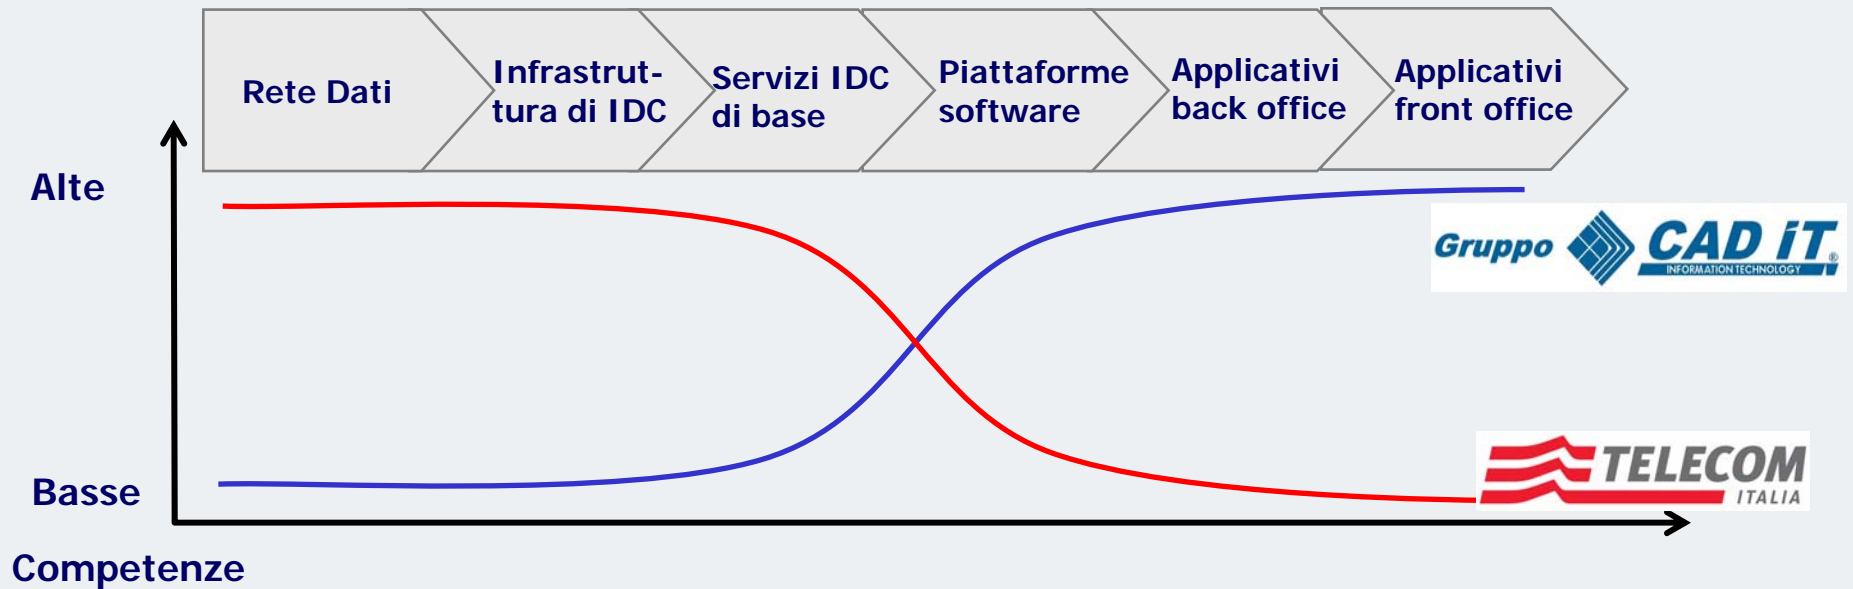 Rete Dati
Infrastrut-
tura di IDC
Servizi IDC
di base
Piattaforme
software
Applicativi
back office
Applicativi
front office
Alte
Gruppo CAD iT®
INFORMATION TECHNOLOGY
TELECOM
ITALIA
Basse
Competenze